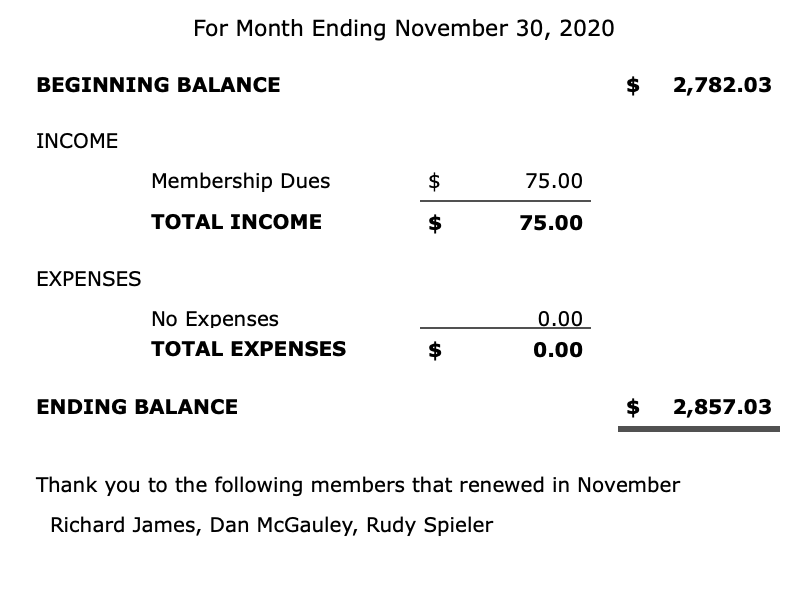 For Month Ending November 30, 2020
BEGINNING BALANCE $ 2,782.03
INCOME
Membership Dues $ 75.00
TOTAL INCOME $ 75.00
EXPENSES
No Expenses 0.00
TOTAL EXPENSES $ 0.00
ENDING BALANCE $ 2,857.03
Thank you to the following members that renewed in November
Richard James, Dan McGauley, Rudy Spieler